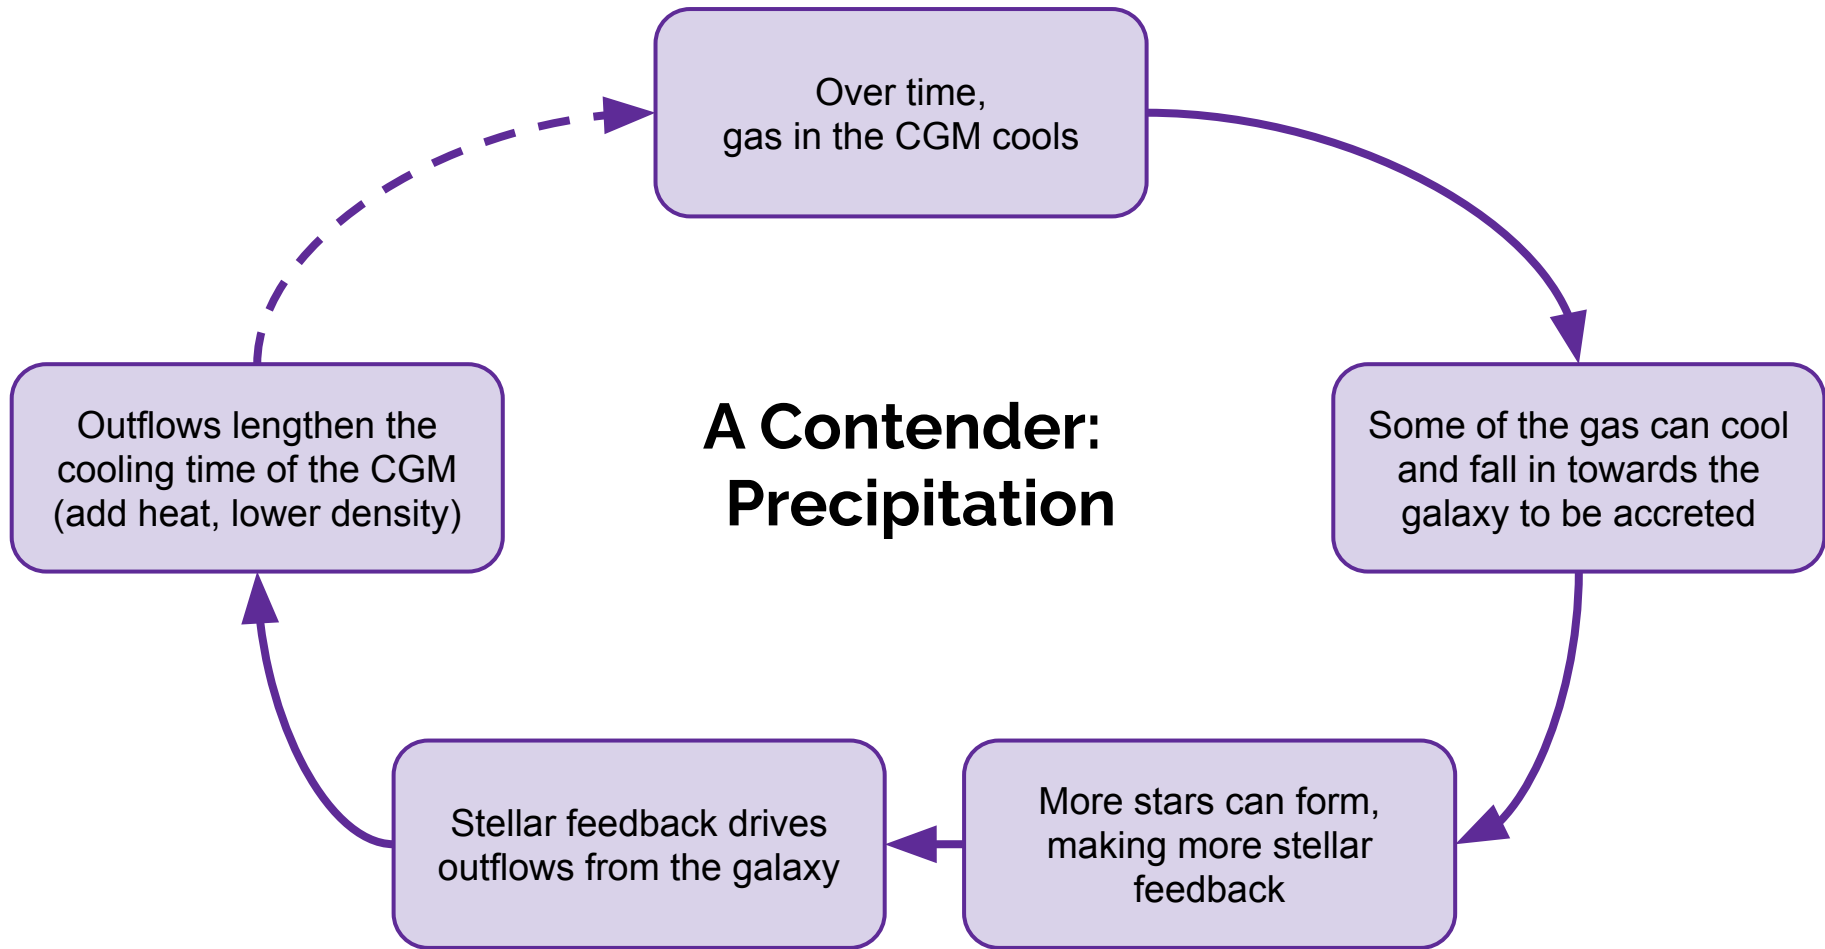 Over time,
gas in the CGM cools
Some of the gas can cool
and fall in towards the
galaxy to be accreted
More stars can form,
making more stellar
feedback
Stellar feedback drives
outflows from the galaxy
Outflows lengthen the
cooling time of the CGM
(add heat, lower density)
A Contender:
Precipitation